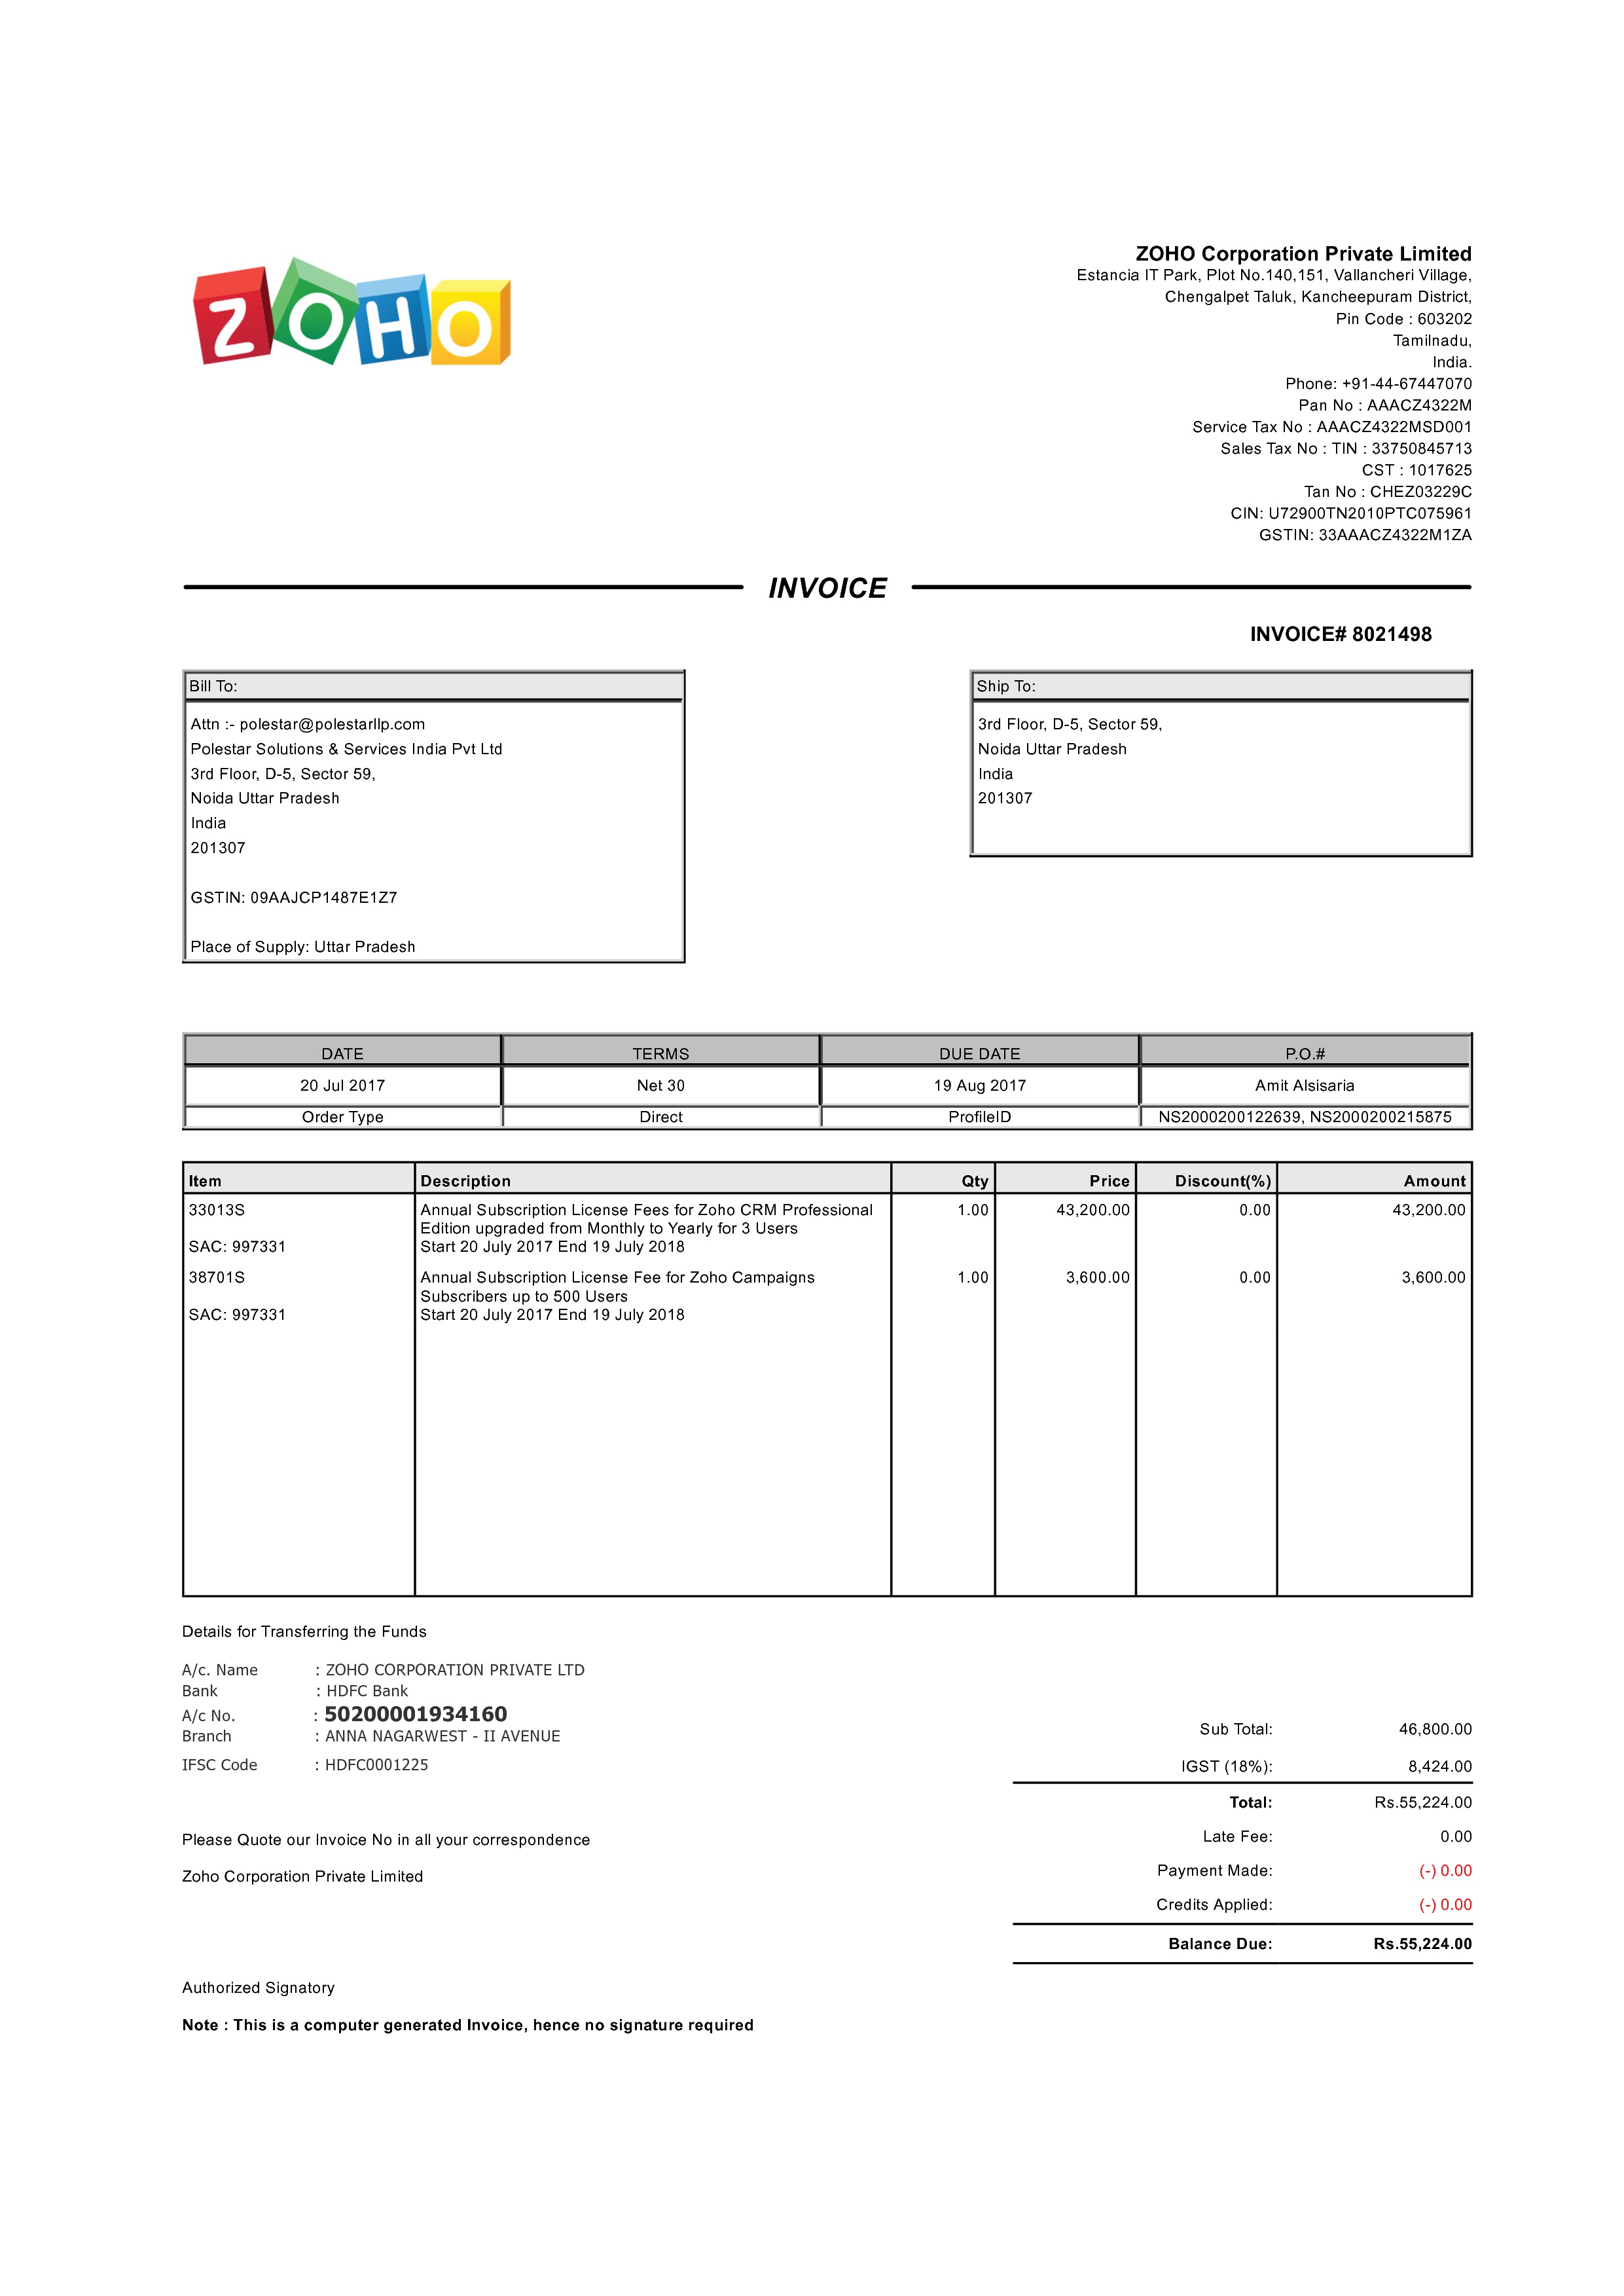 ZOHO
ZOHO Corporation Private Limited
Estancia IT Park, Plot No.140,151, Vallancheri Village,
Chengalpet Taluk, Kancheepuram District,
Pin Code : 603202
Tamilnadu,
India.
Phone: +91-44-67447070
Pan No : AAACZ4322M
Service Tax No : AAACZ4322MSD001
Sales Tax No : TIN : 33750845713
CST : 1017625
Tan No : CHEZ03229C
CIN: U72900TN2010PTC075961
GSTIN: 33AAACZ4322M1ZA
INVOICE
INVOICE# 8021498
Bill To:
Attn :- polestar@polestarllp.com
Polestar Solutions & Services India Pvt Ltd
3rd Floor, D-5, Sector 59,
Noida Uttar Pradesh
India
201307
GSTIN: 09AAJCP1487E1Z7
Place of Supply: Uttar Pradesh
Ship To:
3rd Floor, D-5, Sector 59,
Noida Uttar Pradesh
India
201307
DATE TERMS DUE DATE P.O.#
20 Jul 2017 Net 30 19 Aug 2017 Amit Alsisaria
Order Type Direct ProfileID NS2000200122639, NS2000200215875
Item Description Qty Price Discount(%) Amount
33013S Annual Subscription License Fees for Zoho CRM Professional 1.00 43,200.00 0.00 43,200.00
Edition upgraded from Monthly to Yearly for 3 Users
SAC: 997331 Start 20 July 2017 End 19 July 2018
38701S Annual Subscription License Fee for Zoho Campaigns 1.00 3,600.00 0.00 3,600.00
Subscribers up to 500 Users
SAC: 997331 Start 20 July 2017 End 19 July 2018
Details for Transferring the Funds
A/c. Name : ZOHO CORPORATION PRIVATE LTD
Bank : HDFC Bank
A/c No. : 50200001934160
Branch : ANNA NAGARWEST - II AVENUE
IFSC Code : HDFC0001225
Please Quote our Invoice No in all your correspondence
Zoho Corporation Private Limited
Sub Total: 46,800.00
IGST (18%): 8,424.00
Total: Rs.55,224.00
Late Fee: 0.00
Payment Made: (-) 0.00
Credits Applied: (-) 0.00
Balance Due: Rs.55,224.00
Authorized Signatory
Note : This is a computer generated Invoice, hence no signature required